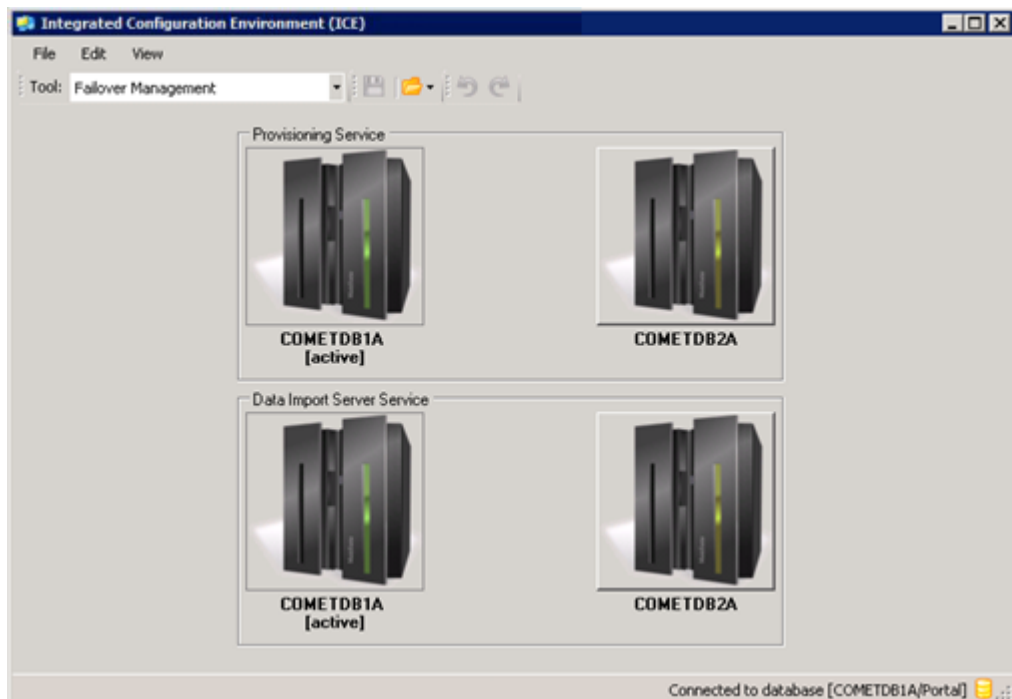 Integrated Configuration Environment (ICE)
File Edit View
Tool: Failover Management
Provisioning Service
COMETDB1A
[active]
COMETDB2A
Data Import Server Service
COMETDB1A
[active]
COMETDB2A
Connected to database [COMETDB1A/Portal]